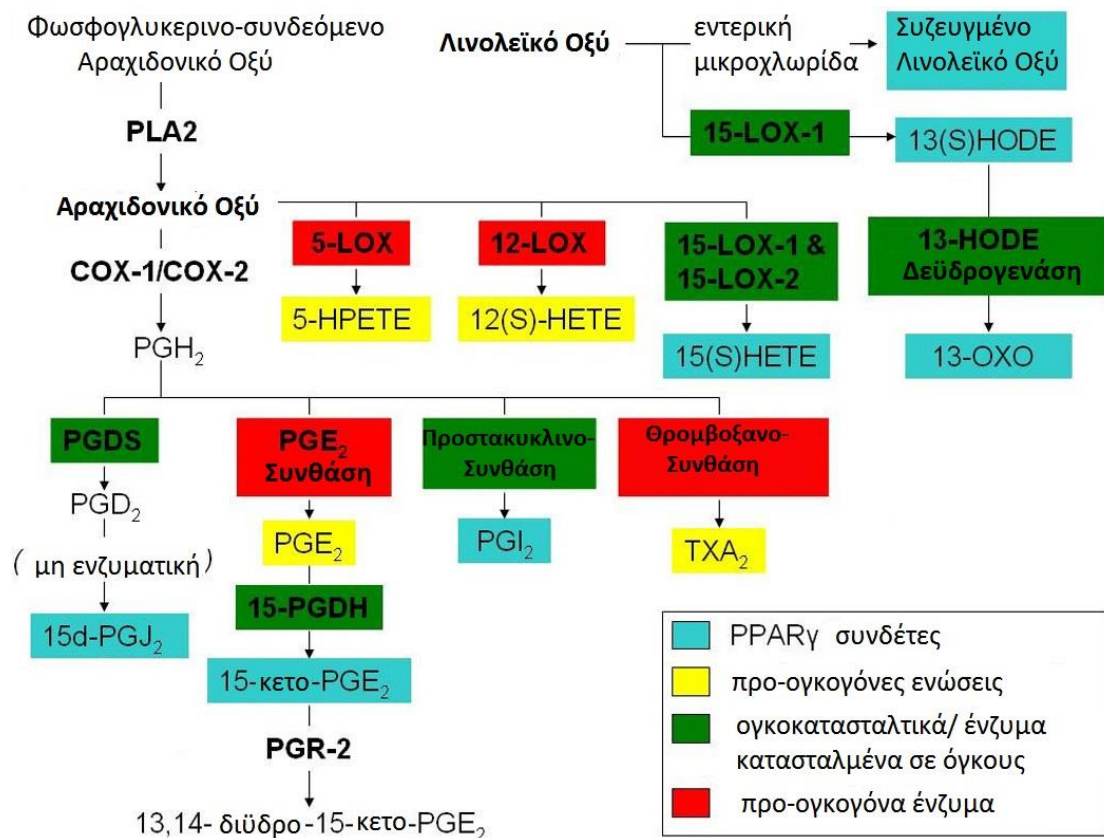 Φωσφογλυκερινο-συνδεόμενο
Αραχιδονικό Οξύ
PLA2
Αραχιδονικό Οξύ
COX-1/COX-2
PGH₂
Λινολεϊκό Οξύ
εντερική
μικροχλωρίδα
Συζευγμένο
Λινολεϊκό Οξύ
15-LOX-1
13(S)HODE
13-HODE
Δεϋδρογενάση
13-OXO
5-LOX
5-HPETE
12-LOX
12(S)-HETE
15-LOX-1 &
15-LOX-2
15(S)HETE
PGDS
PGD₂
( μη ενζυματική)
15d-PGJ₂
PGE₂
Συνθάση
PGE₂
15-PGDH
15-κετο-PGE₂
PGR-2
13,14- διϋδρο-15-κετο-PGE₂
Προστακυκλινο-
Συνθάση
PGI₂
Θρομβοξανο-
Συνθάση
TXA₂
PPARγ συνδέτες
προ-ογκογόνες ενώσεις
ογκοκατασταλτικά/ ένζυμα
κατασταλμένα σε όγκους
προ-ογκογόνα ένζυμα